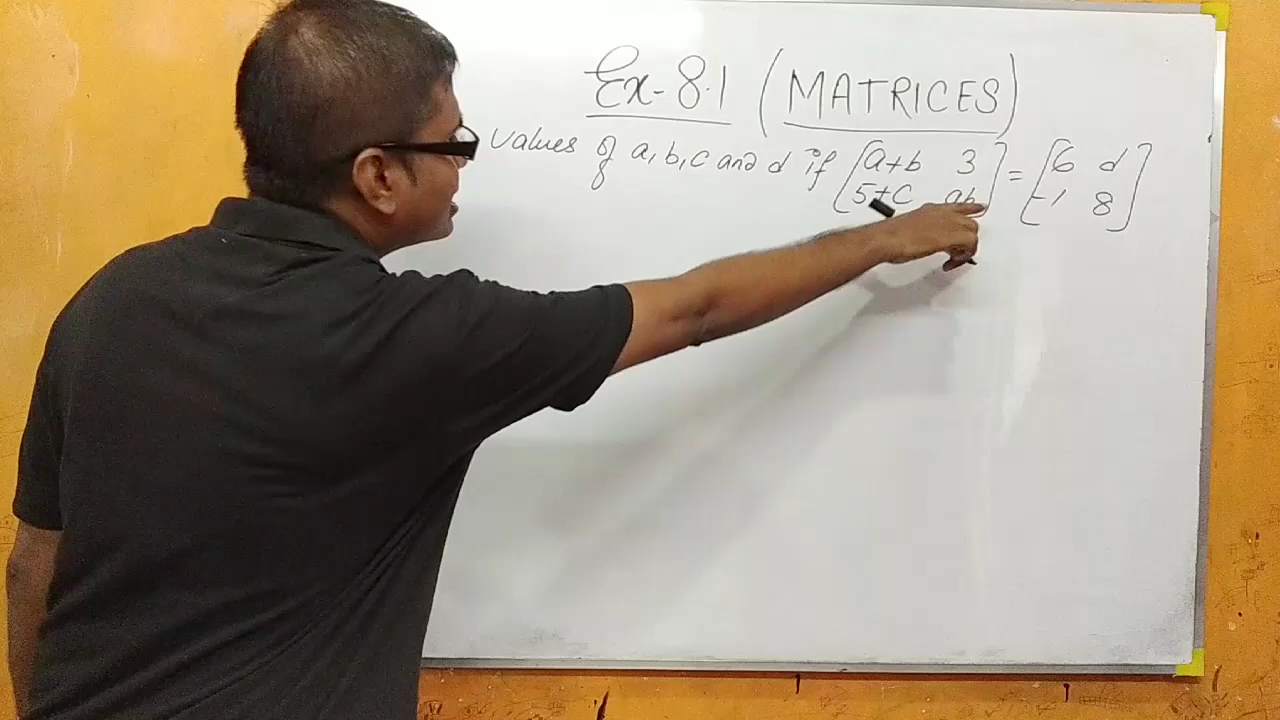 Ex-8.1 (MATRICES)
values of a, b, c and d if [a+b 3] = [6 d]
[5+c ab] [-1 8]